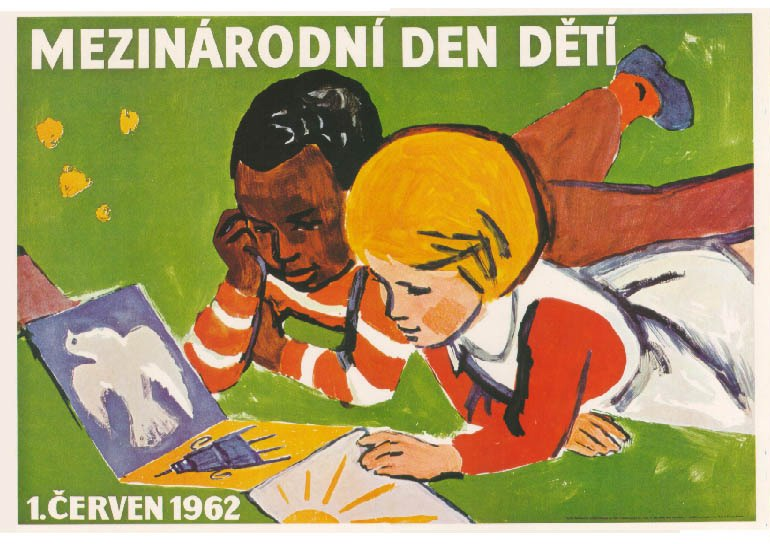 MEZINÁRODNÍ DEN DĚTÍ
1. ČERVEN 1962